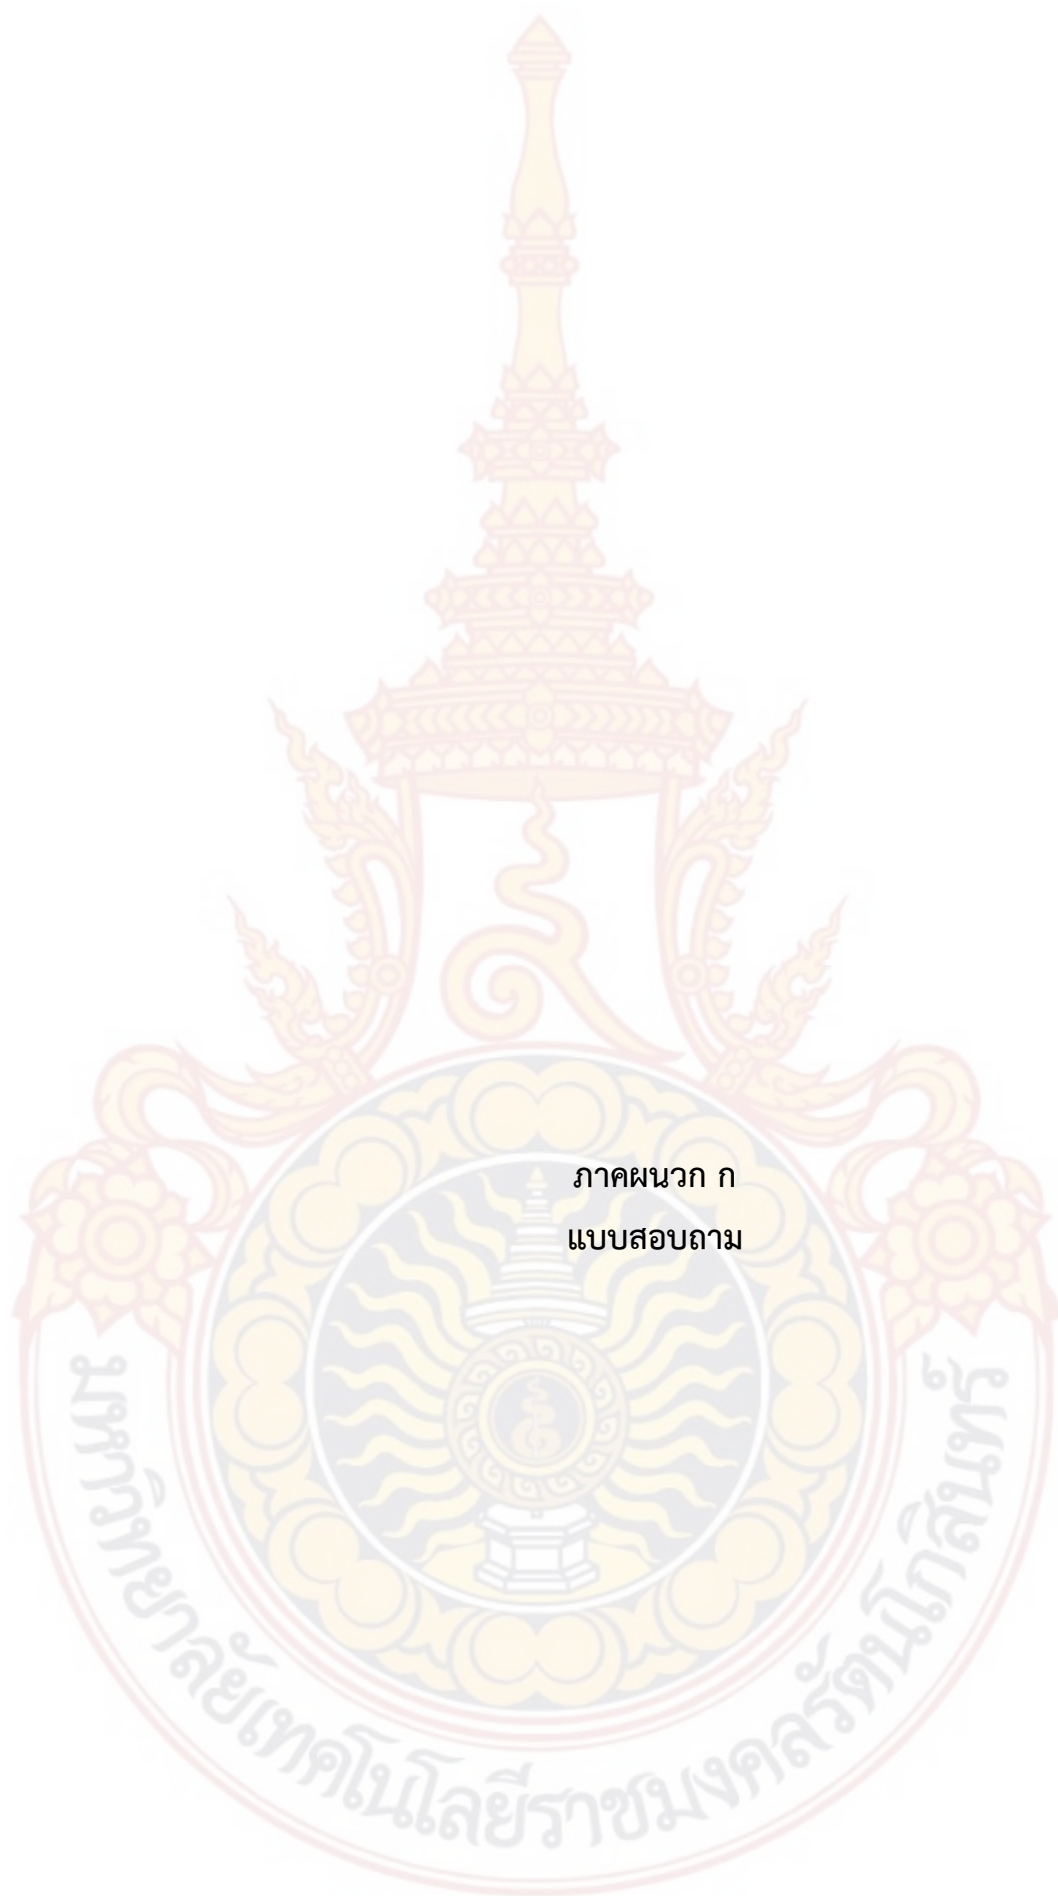 ภาคผนวก ก
แบบสอบถาม
มหาวิทยาลัยเทคโนโลยีราชมงคลรัตนโกสินทร์